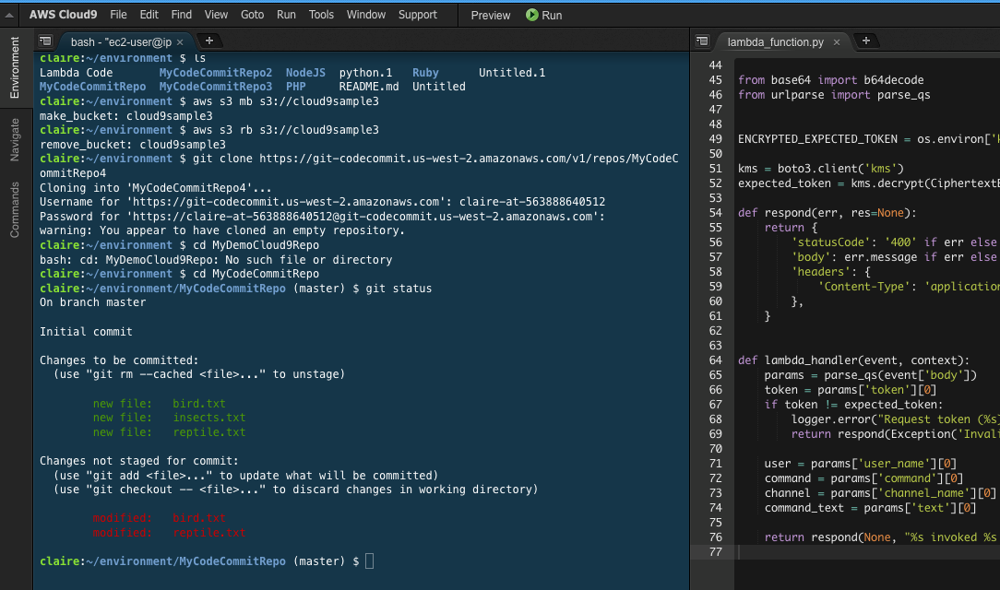 AWS Cloud9 File Edit Find View Goto Run Tools Window Support Preview Run
Environment
Navigate
Commands
bash - "ec2-user@ip ×
claire:~/environment $ ls
Lambda Code MyCodeCommitRepo2 NodeJS python.1 Ruby Untitled.1
MyCodeCommitRepo MyCodeCommitRepo3 PHP README.md Untitled
claire:~/environment $ aws s3 mb s3://cloud9sample3
make_bucket: cloud9sample3
claire:~/environment $ aws s3 rb s3://cloud9sample3
remove_bucket: cloud9sample3
claire:~/environment $ git clone https://git-codecommit.us-west-2.amazonaws.com/v1/repos/MyCodeC
ommitRepo4
Cloning into 'MyCodeCommitRepo4'...
Username for 'https://git-codecommit.us-west-2.amazonaws.com': claire-at-563888640512
Password for 'https://claire-at-563888640512@git-codecommit.us-west-2.amazonaws.com':
warning: You appear to have cloned an empty repository.
claire:~/environment $ cd MyDemoCloud9Repo
bash: cd: MyDemoCloud9Repo: No such file or directory
claire:~/environment $ cd MyCodeCommitRepo
claire:~/environment/MyCodeCommitRepo (master) $ git status
On branch master
Initial commit
Changes to be committed:
(use "git rm --cached <file>..." to unstage)
new file: bird.txt
new file: insects.txt
new file: reptile.txt
Changes not staged for commit:
(use "git add <file>..." to update what will be committed)
(use "git checkout -- <file>..." to discard changes in working directory)
modified: bird.txt
modified: reptile.txt
claire:~/environment/MyCodeCommitRepo (master) $
lambda_function.py ×
44
45 from base64 import b64decode
46 from urlparse import parse_qs
47
48
49 ENCRYPTED_EXPECTED_TOKEN = os.environ['
50
51 kms = boto3.client('kms')
52 expected_token = kms.decrypt(Ciphertext
53
54 def respond(err, res=None):
55 return {
56 'statusCode': '400' if err else
57 'body': err.message if err else
58 'headers': {
59 'Content-Type': 'application
60 },
61 }
62
63
64 def lambda_handler(event, context):
65 params = parse_qs(event['body'])
66 token = params['token'][0]
67 if token != expected_token:
68 logger.error("Request token (%s)
69 return respond(Exception('Invali
70
71 user = params['user_name'][0]
72 command = params['command'][0]
73 channel = params['channel_name'][0]
74 command_text = params['text'][0]
75
76 return respond(None, "%s invoked %s
77